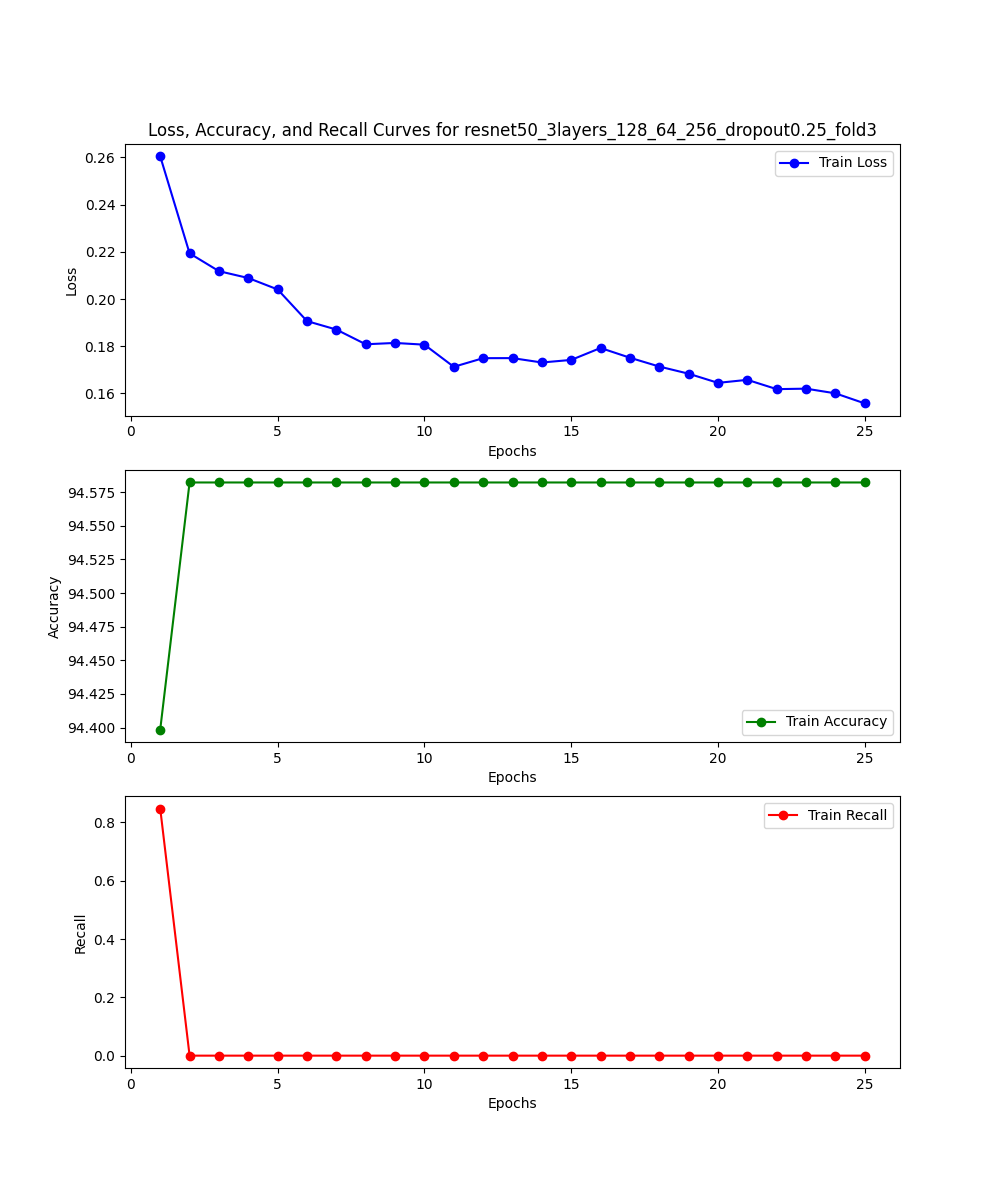 Loss, Accuracy, and Recall Curves for resnet50_3layers_128_64_256_dropout0.25_fold3
0.26
0.24
0.22
0.20
0.18
0.16
Loss
Train Loss
0 5 10 15 20 25
Epochs
94.575
94.550
94.525
94.500
94.475
94.450
94.425
94.400
Accuracy
Train Accuracy
0 5 10 15 20 25
Epochs
0.8
0.6
0.4
0.2
0.0
Recall
Train Recall
0 5 10 15 20 25
Epochs